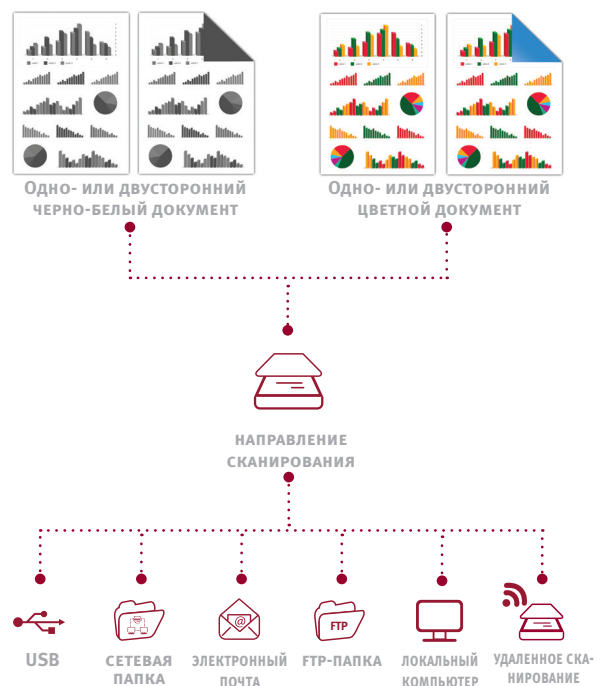 Одно- или двусторонний
черно-белый документ
Одно- или двусторонний
цветной документ
направление
сканирования
@
FTP
USB
сетевая
папка
электронный
почта
FTP-папка
локальный
компьютер
удаленное ска-
нирование